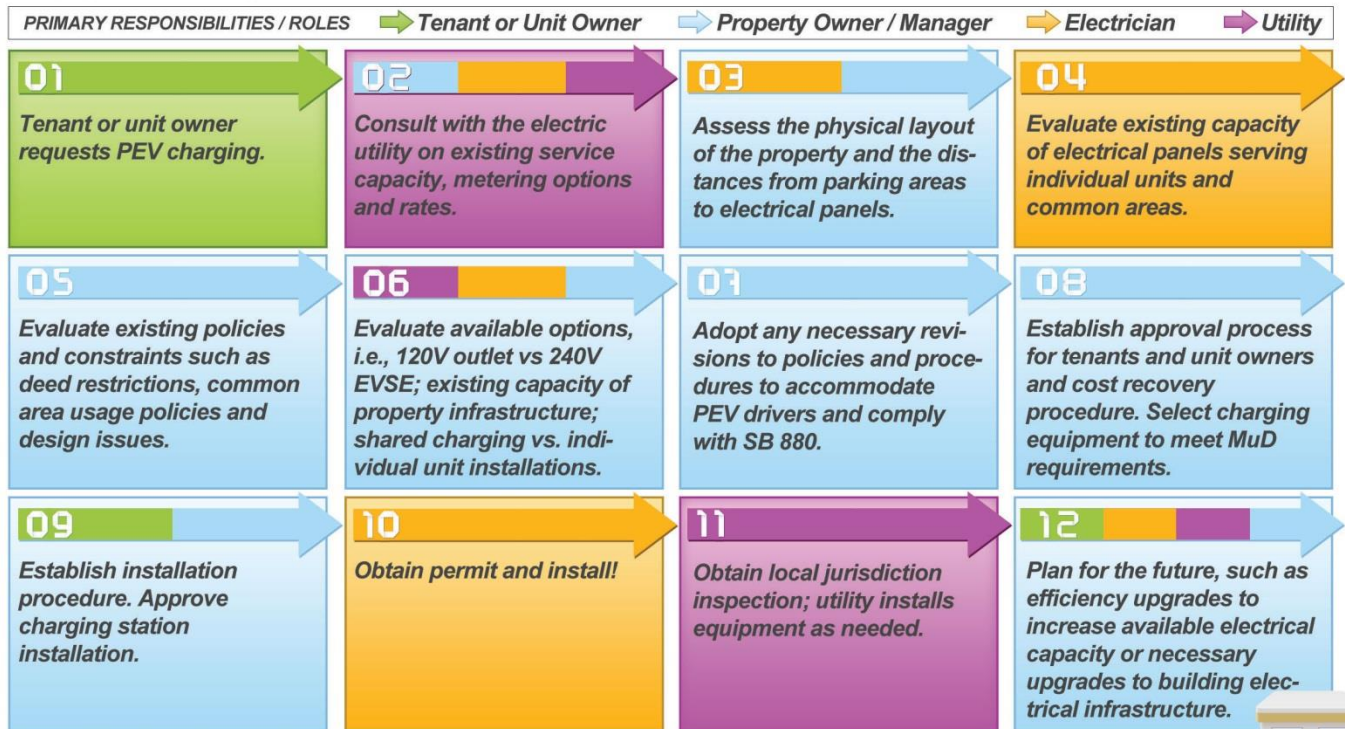 PRIMARY RESPONSIBILITIES / ROLES Tenant or Unit Owner Property Owner / Manager Electrician Utility
01
Tenant or unit owner
requests PEV charging.
02
Consult with the electric
utility on existing service
capacity, metering options
and rates.
03
Assess the physical layout
of the property and the dis-
tances from parking areas
to electrical panels.
04
Evaluate existing capacity
of electrical panels serving
individual units and
common areas.
05
Evaluate existing policies
and constraints such as
deed restrictions, common
area usage policies and
design issues.
06
Evaluate available options,
i.e., 120V outlet vs 240V
EVSE; existing capacity of
property infrastructure;
shared charging vs. indi-
vidual unit installations.
07
Adopt any necessary revi-
sions to policies and proce-
dures to accommodate
PEV drivers and comply
with SB 880.
08
Establish approval process
for tenants and unit owners
and cost recovery
procedure. Select charging
equipment to meet MuD
requirements.
09
Establish installation
procedure. Approve
charging station
installation.
10
Obtain permit and install!
11
Obtain local jurisdiction
inspection; utility installs
equipment as needed.
12
Plan for the future, such as
efficiency upgrades to
increase available electrical
capacity or necessary
upgrades to building elec-
trical infrastructure.